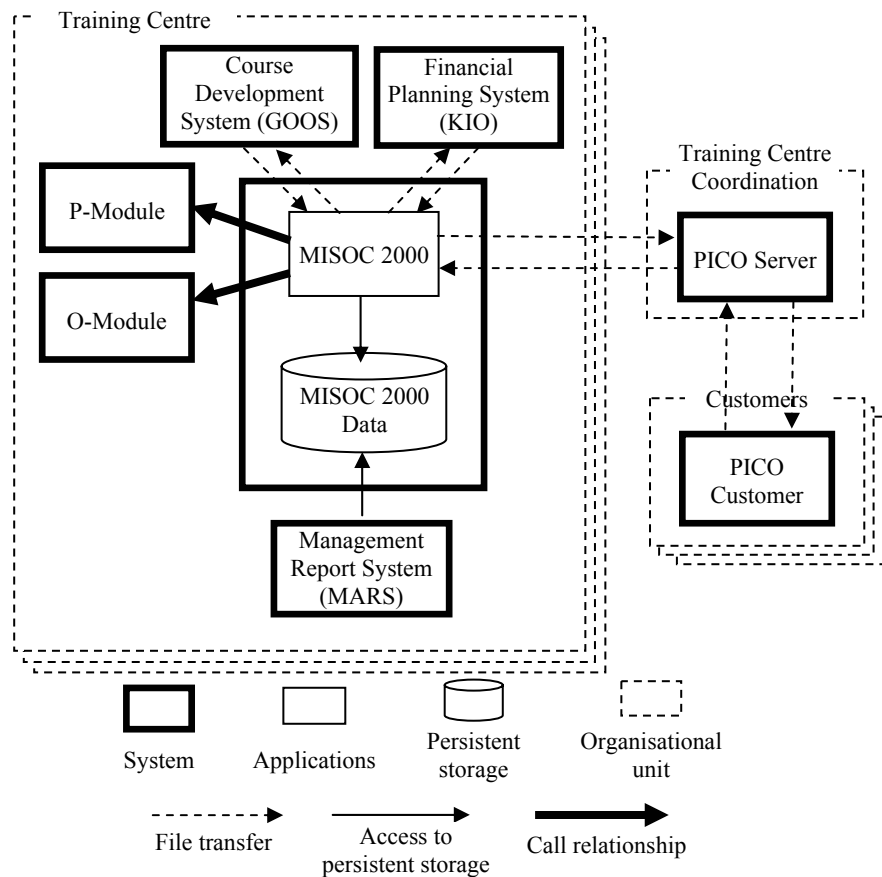 Training Centre
Course
Development
System (GOOS)
Financial
Planning System
(KIO)
Training Centre
Coordination
P-Module
MISOC 2000
PICO Server
O-Module
MISOC 2000
Data
Customers
PICO
Customer
Management
Report System
(MARS)
System
Applications
Persistent
storage
Organisational
unit
File transfer
Access to
persistent storage
Call relationship